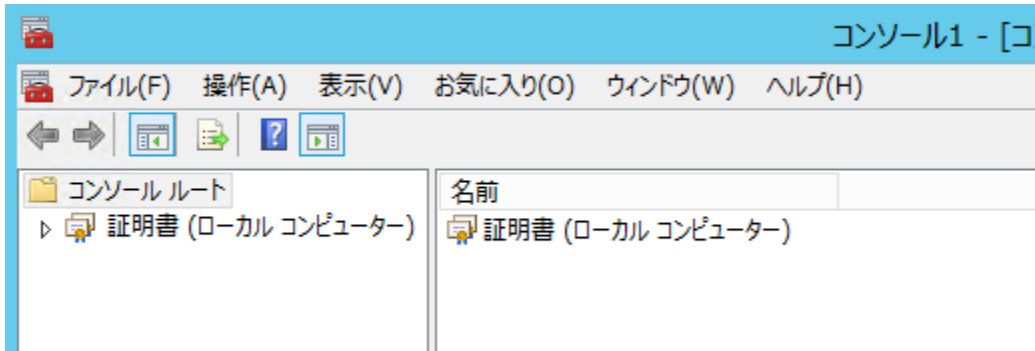 コンソール1 - [コ
ファイル(F) 操作(A) 表示(V) お気に入り(O) ウィンドウ(W) ヘルプ(H)
コンソール ルート
証明書 (ローカル コンピューター)
名前
証明書 (ローカル コンピューター)